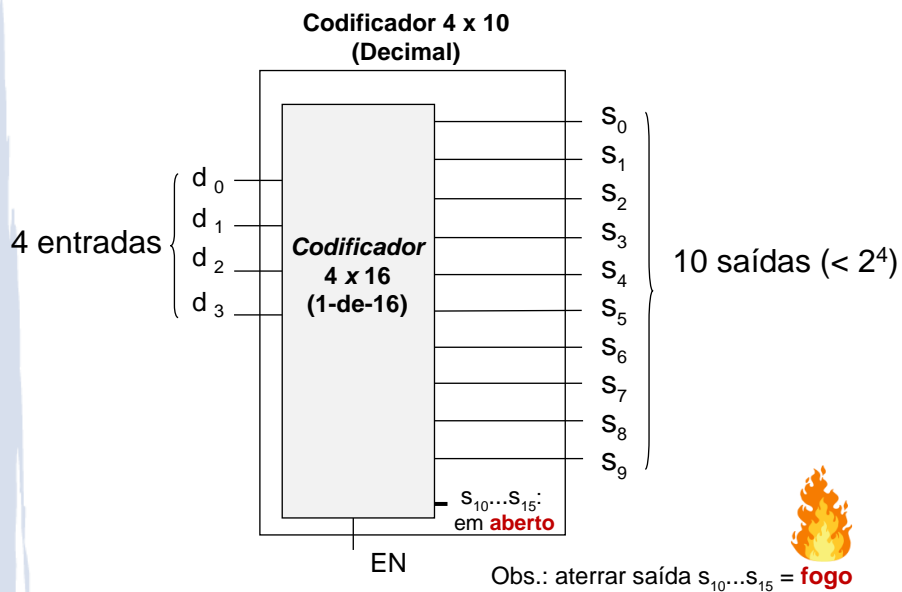 Codificador 4 x 10
(Decimal)
4 entradas
d 0
d 1
d 2
d 3
Codificador
4 x 16
(1-de-16)
S0
S1
S2
S3
S4
S5
S6
S7
S8
S9
10 saídas (< 2⁴)
s10...s15:
em aberto
EN
Obs.: aterrar saída s10...s15 = fogo